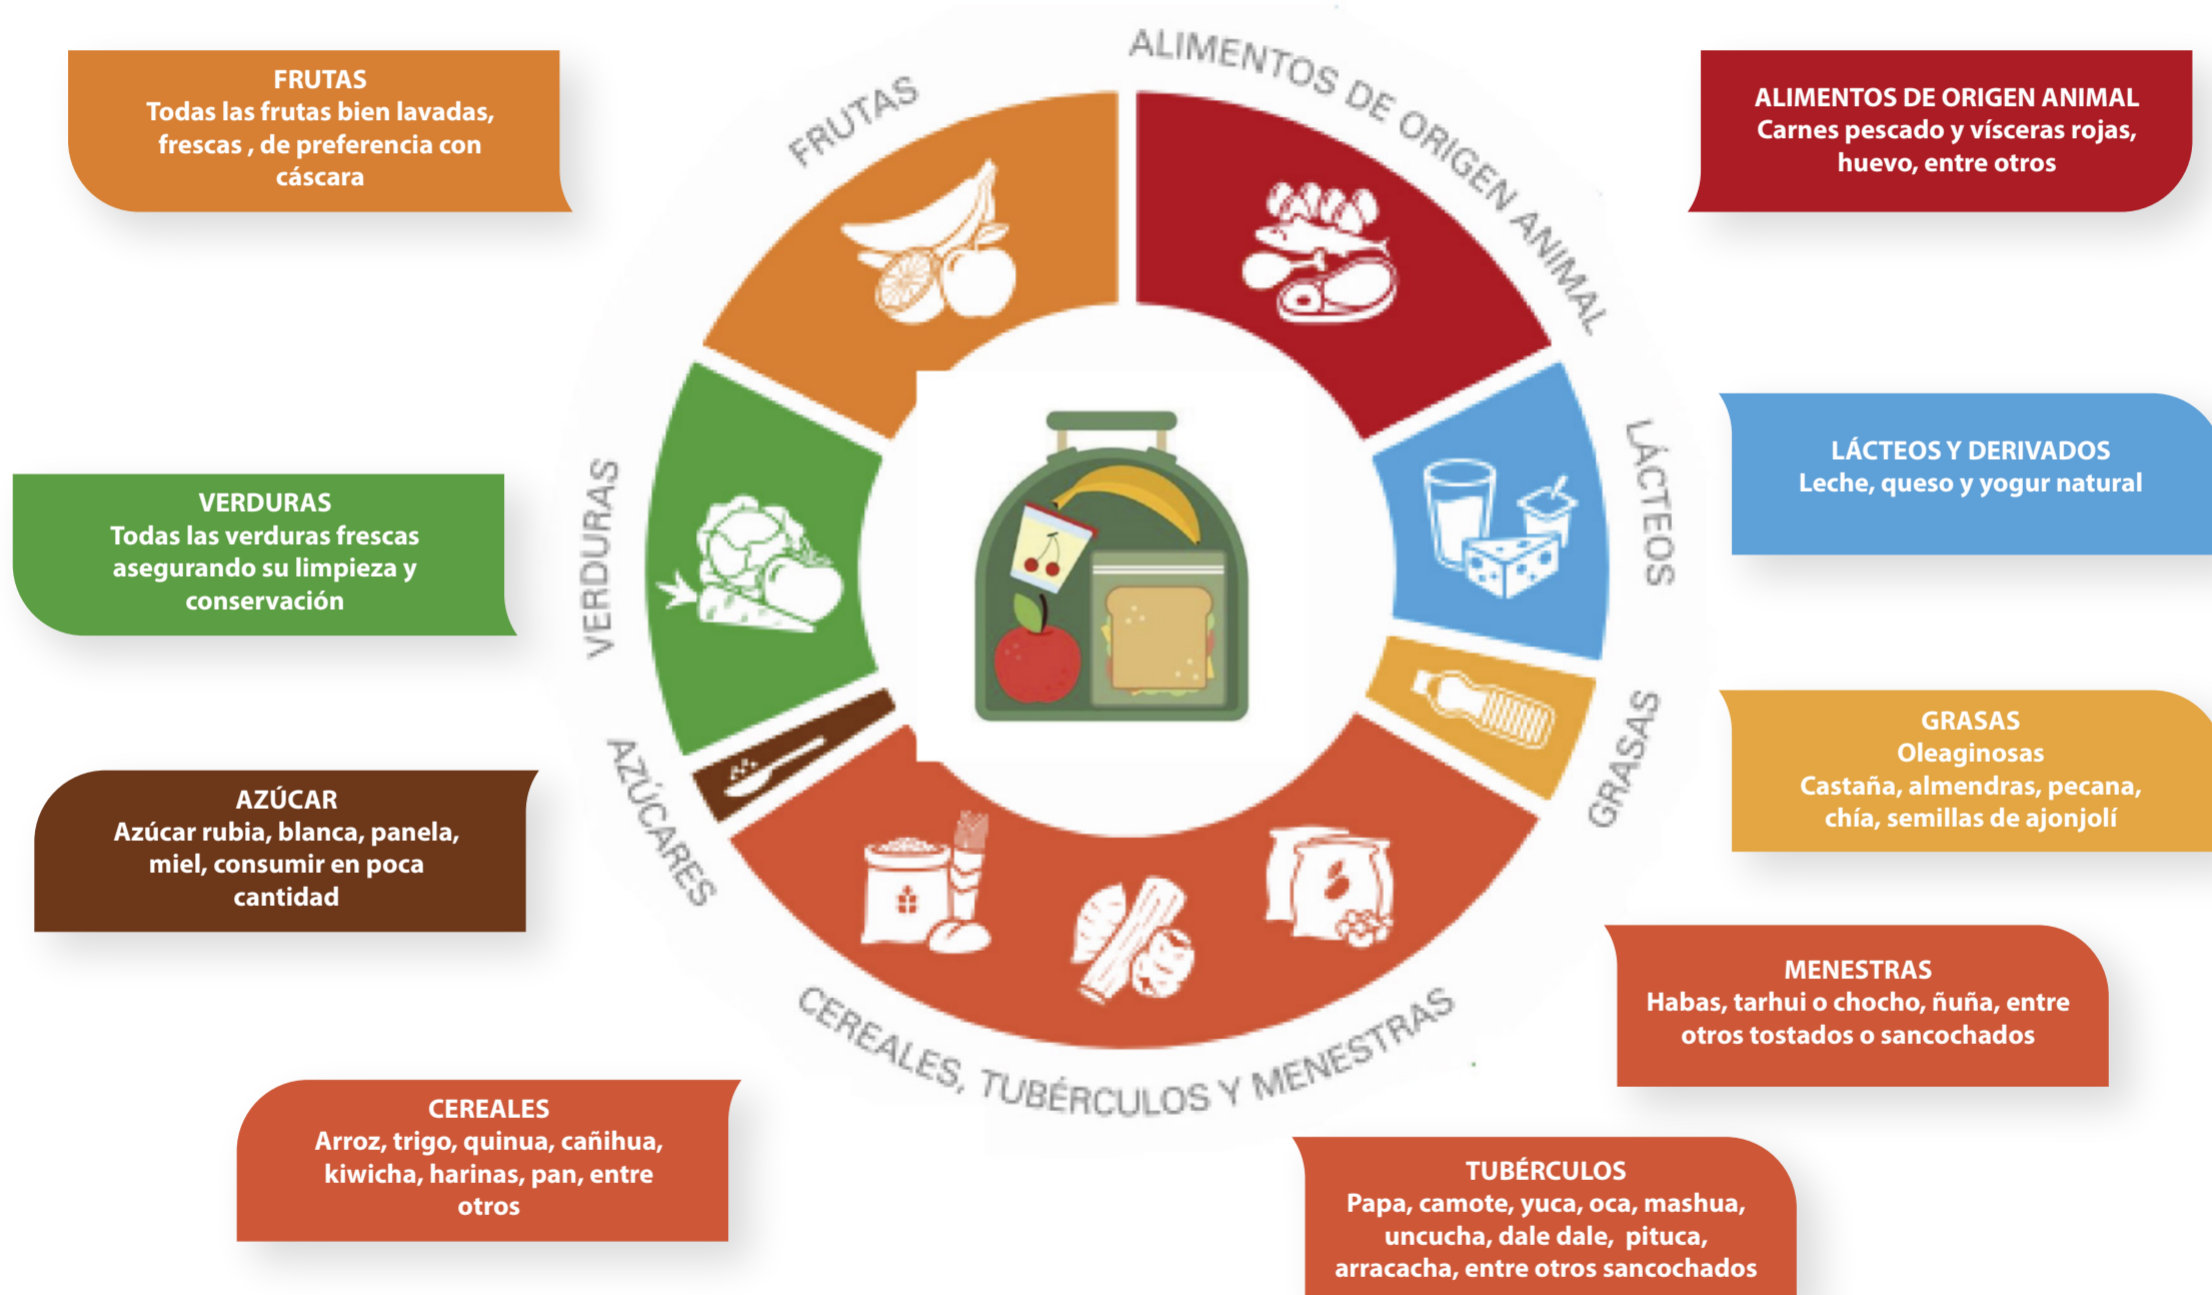 FRUTAS
Todas las frutas bien lavadas,
frescas , de preferencia con
cáscara
ALIMENTOS DE ORIGEN ANIMAL
Carnes pescado y vísceras rojas,
huevo, entre otros
FRUTAS
ALIMENTOS DE ORIGEN ANIMAL
VERDURAS
Todas las verduras frescas
asegurando su limpieza y
conservación
VERDURAS
LÁCTEOS
LÁCTEOS Y DERIVADOS
Leche, queso y yogur natural
AZÚCAR
Azúcar rubia, blanca, panela,
miel, consumir en poca
cantidad
AZÚCARES
GRASAS
GRASAS
Oleaginosas
Castaña, almendras, pecana,
chía, semillas de ajonjolí
CEREALES, TUBÉRCULOS Y MENESTRAS
MENESTRAS
Habas, tarhui o chocho, ñuña, entre
otros tostados o sancochados
CEREALES
Arroz, trigo, quinua, cañihua,
kiwicha, harinas, pan, entre
otros
TUBÉRCULOS
Papa, camote, yuca, oca, mashua,
uncucha, dale dale, pituca,
arracacha, entre otros sancochados